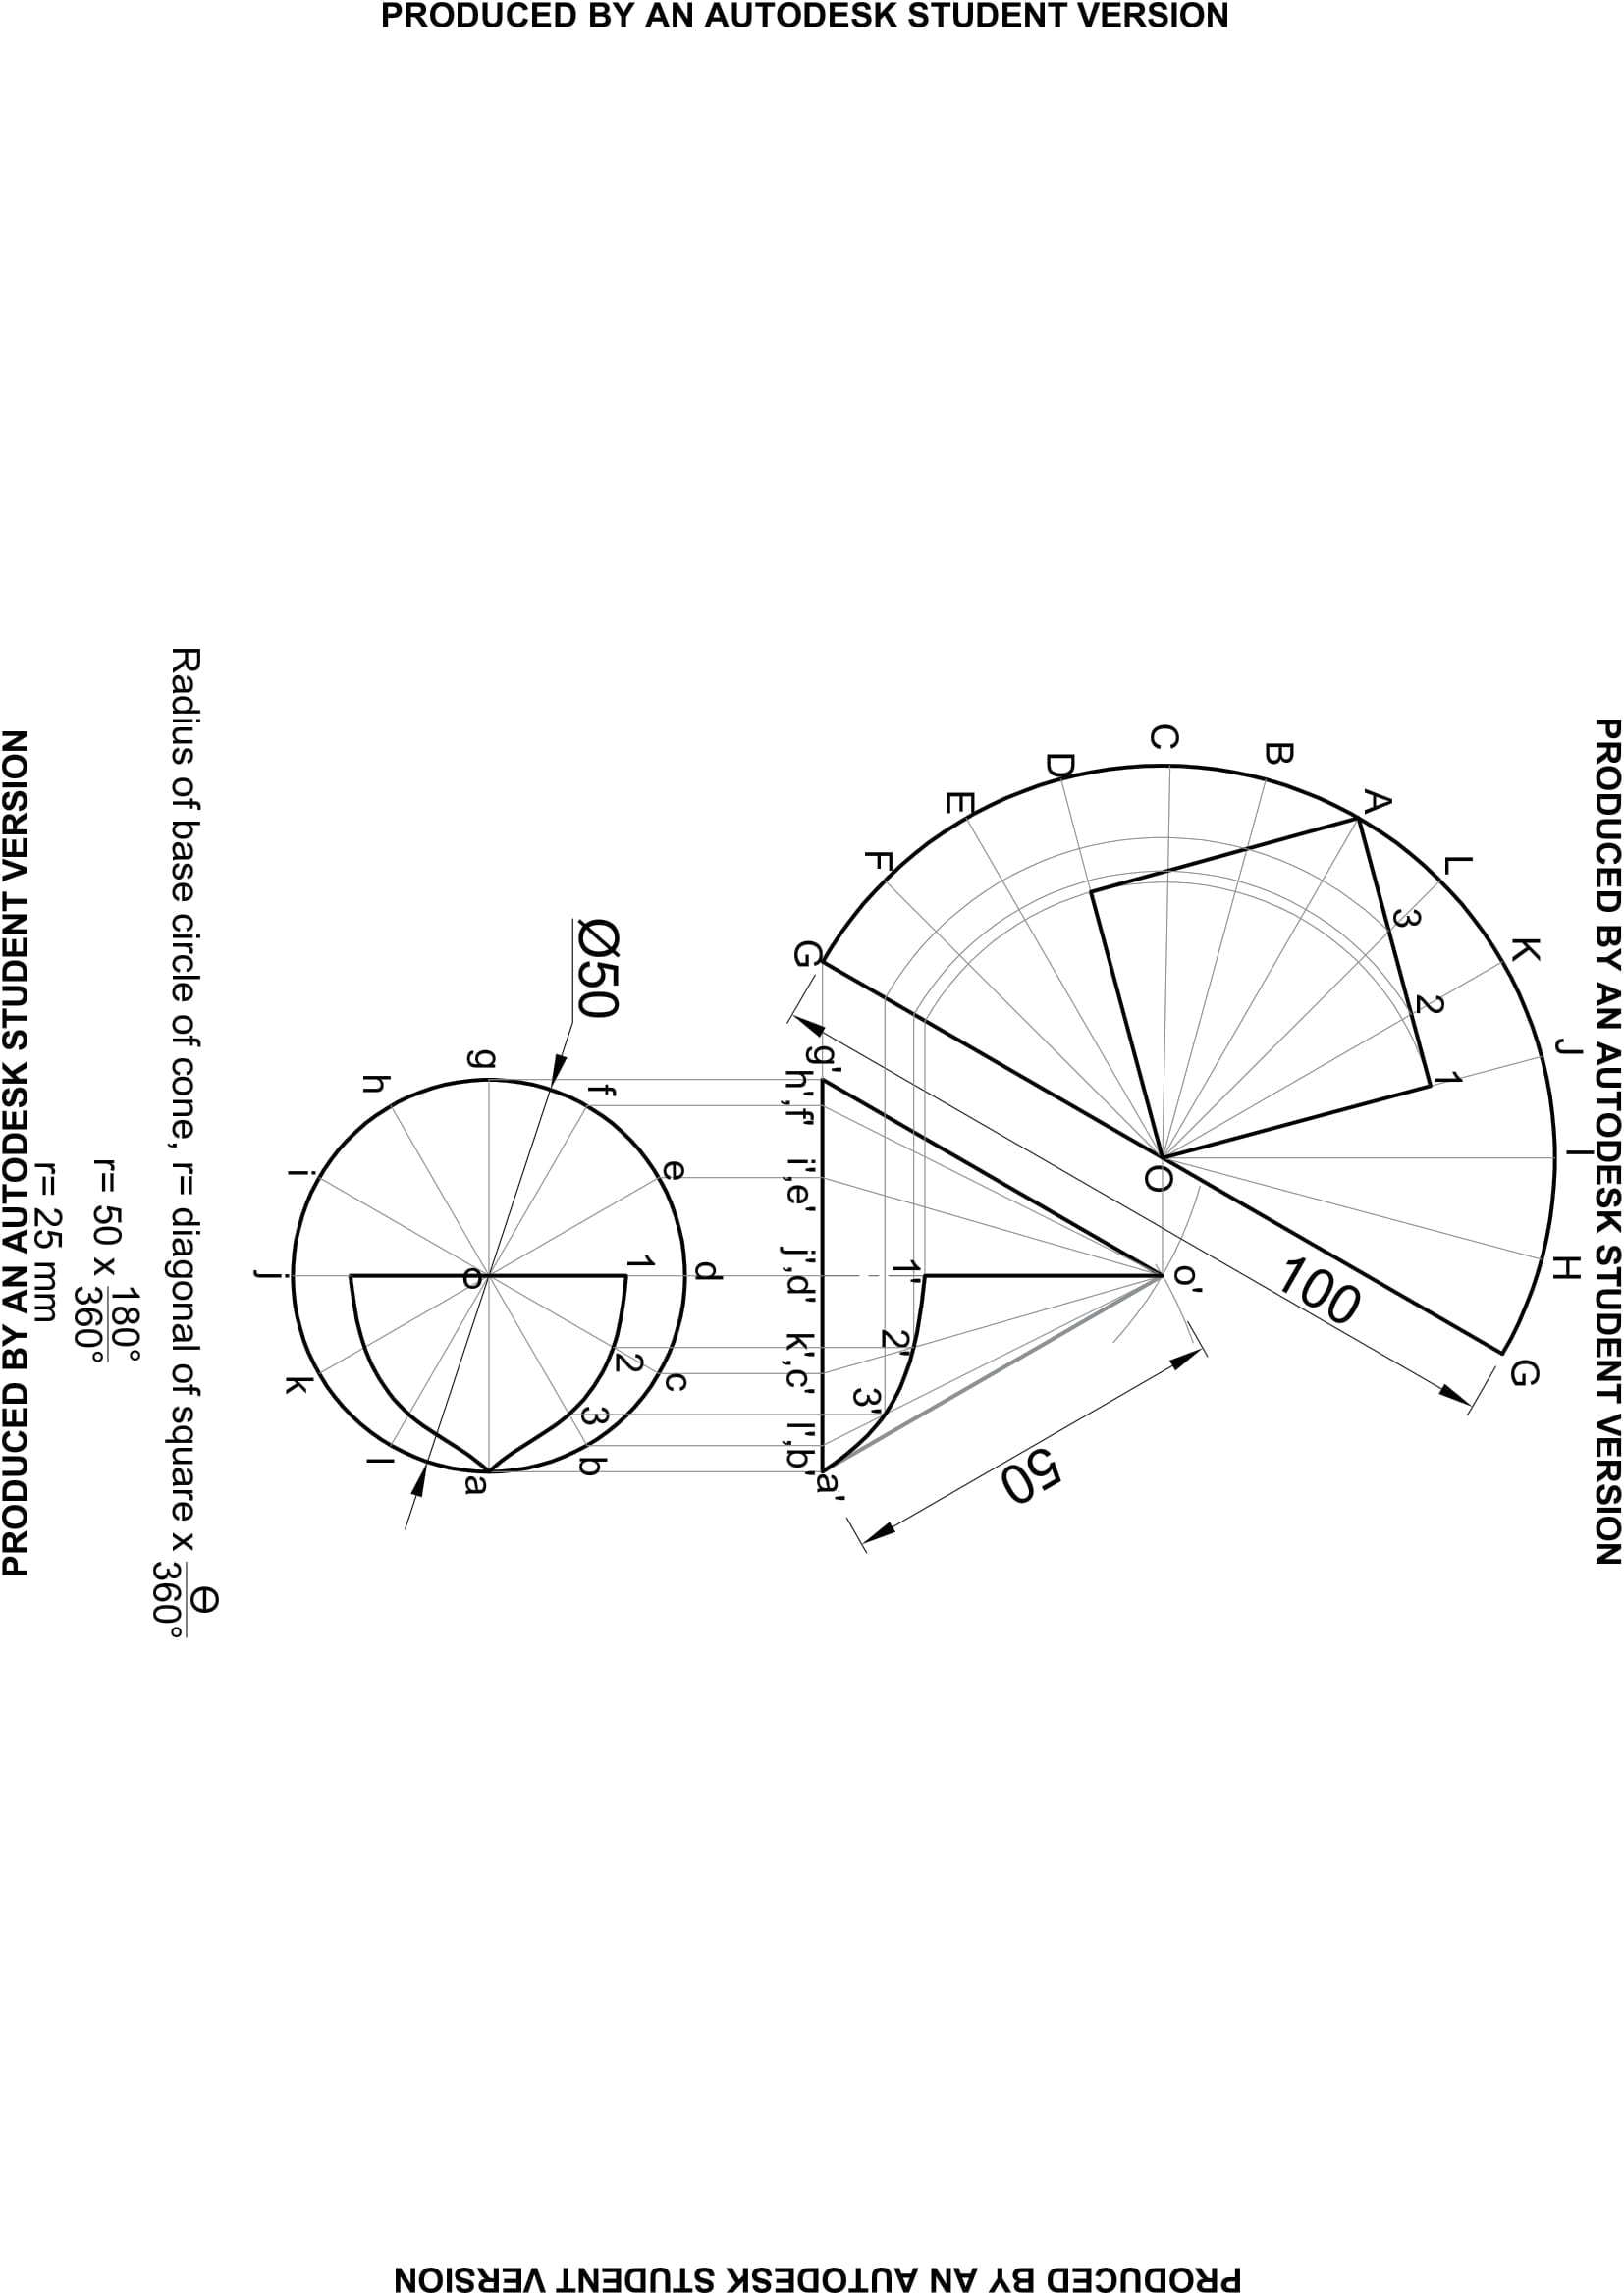 PRODUCED BY AN AUTODESK STUDENT VERSION
PRODUCED BY AN AUTODESK STUDENT VERSION
G
H
I
J
K
L
A
B
C
D
E
F
G
O
1
2
3
100
50
o'
1'
2'
3'
g'
h',f'
i',e'
j',d'
k',c'
l',b'
a'
Ø50
g
f
e
d
c
b
a
l
k
j
i
h
o
1
2
3
Radius of base circle of cone, r= diagonal of square x θ
360°
r= 50 x 180°
360°
r= 25 mm
PRODUCED BY AN AUTODESK STUDENT VERSION
PRODUCED BY AN AUTODESK STUDENT VERSION